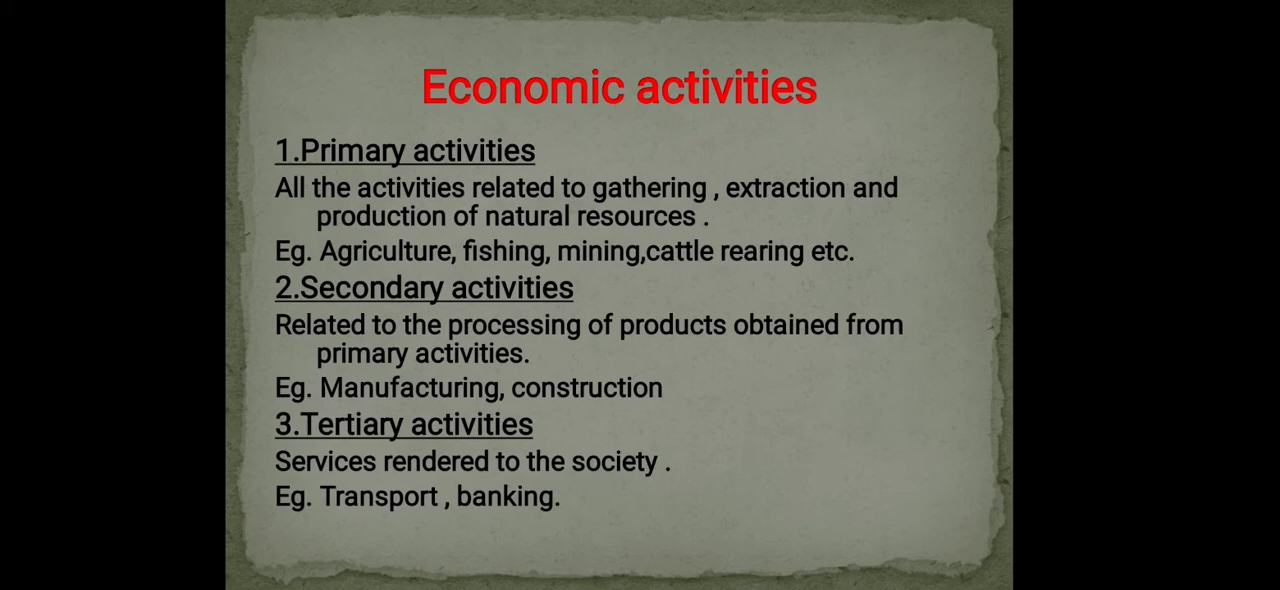 Economic activities
1.Primary activities
All the activities related to gathering , extraction and
production of natural resources .
Eg. Agriculture, fishing, mining,cattle rearing etc.
2.Secondary activities
Related to the processing of products obtained from
primary activities.
Eg. Manufacturing, construction
3.Tertiary activities
Services rendered to the society .
Eg. Transport , banking.